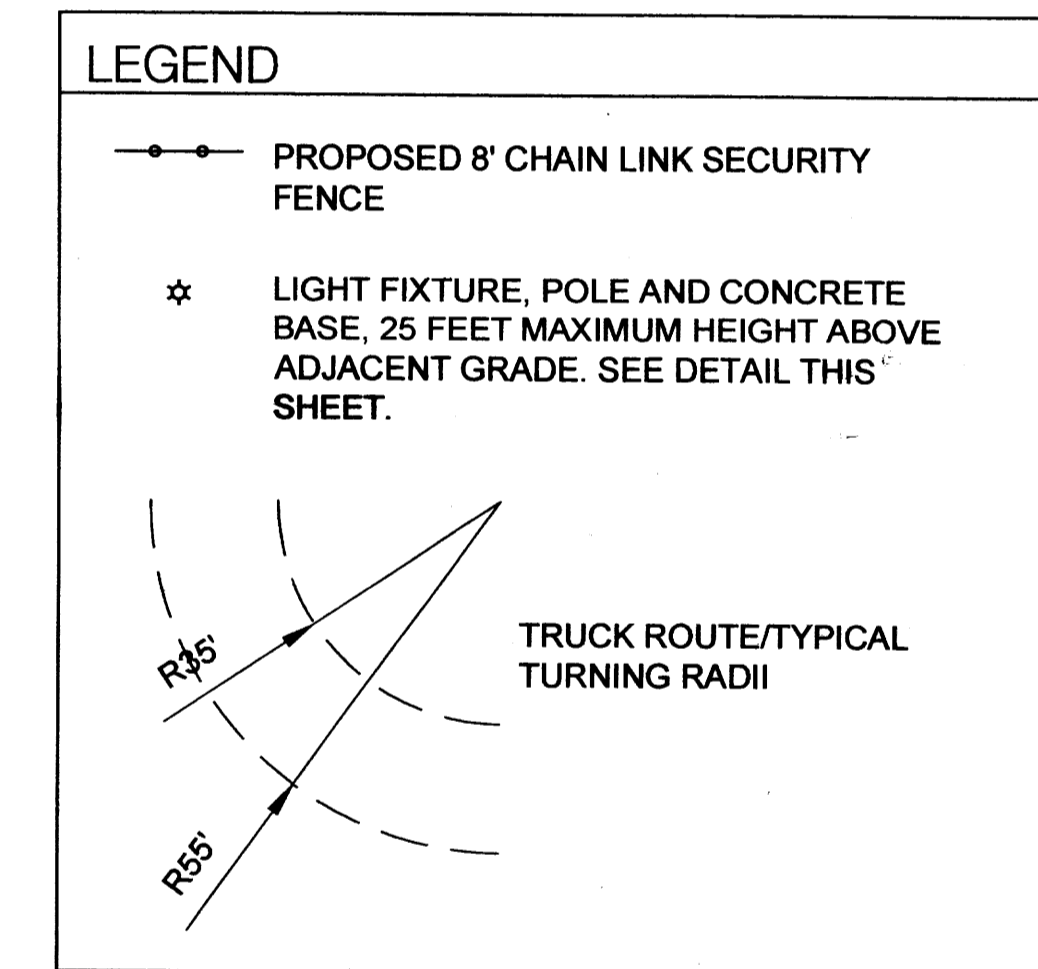 LEGEND
PROPOSED 8' CHAIN LINK SECURITY
FENCE
LIGHT FIXTURE, POLE AND CONCRETE
BASE, 25 FEET MAXIMUM HEIGHT ABOVE
ADJACENT GRADE. SEE DETAIL THIS
SHEET.
R35'
TRUCK ROUTE/TYPICAL
TURNING RADII
R55'